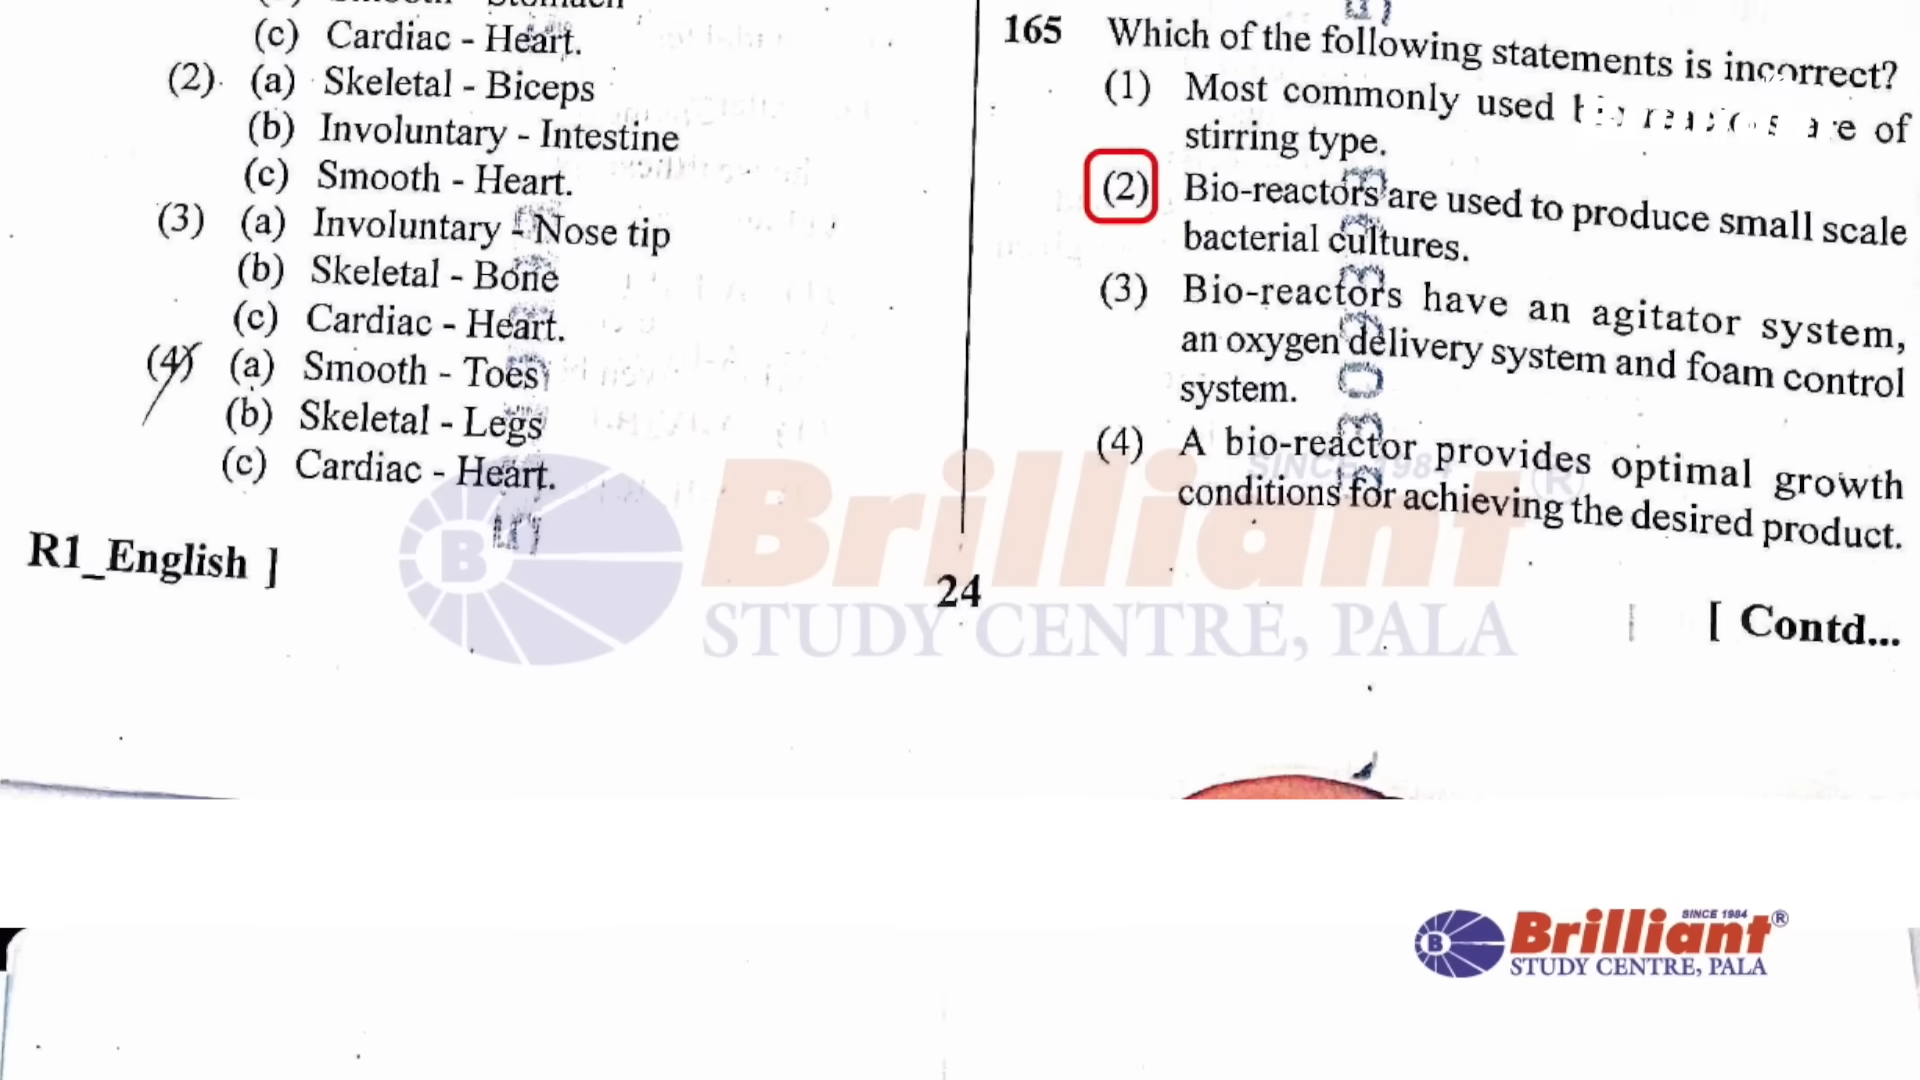 (c) Cardiac - Heart.
(2) (a) Skeletal - Biceps
(b) Involuntary - Intestine
(c) Smooth - Heart.
(3) (a) Involuntary - Nose tip
(b) Skeletal - Bone
(c) Cardiac - Heart.
(4) (a) Smooth - Toes
(b) Skeletal - Legs
(c) Cardiac - Heart.
R1_English ]
165 Which of the following statements is incorrect?
(1) Most commonly used are of
stirring type.
(2) Bio-reactors are used to produce small scale
bacterial cultures.
(3) Bio-reactors have an agitator system,
an oxygen delivery system and foam control
system.
(4) A bio-reactor provides optimal growth
conditions for achieving the desired product.
24
[ Contd...
SINCE 1984
B Brilliant ®
STUDY CENTRE, PALA
SINCE 1984
B Brilliant ®
STUDY CENTRE, PALA